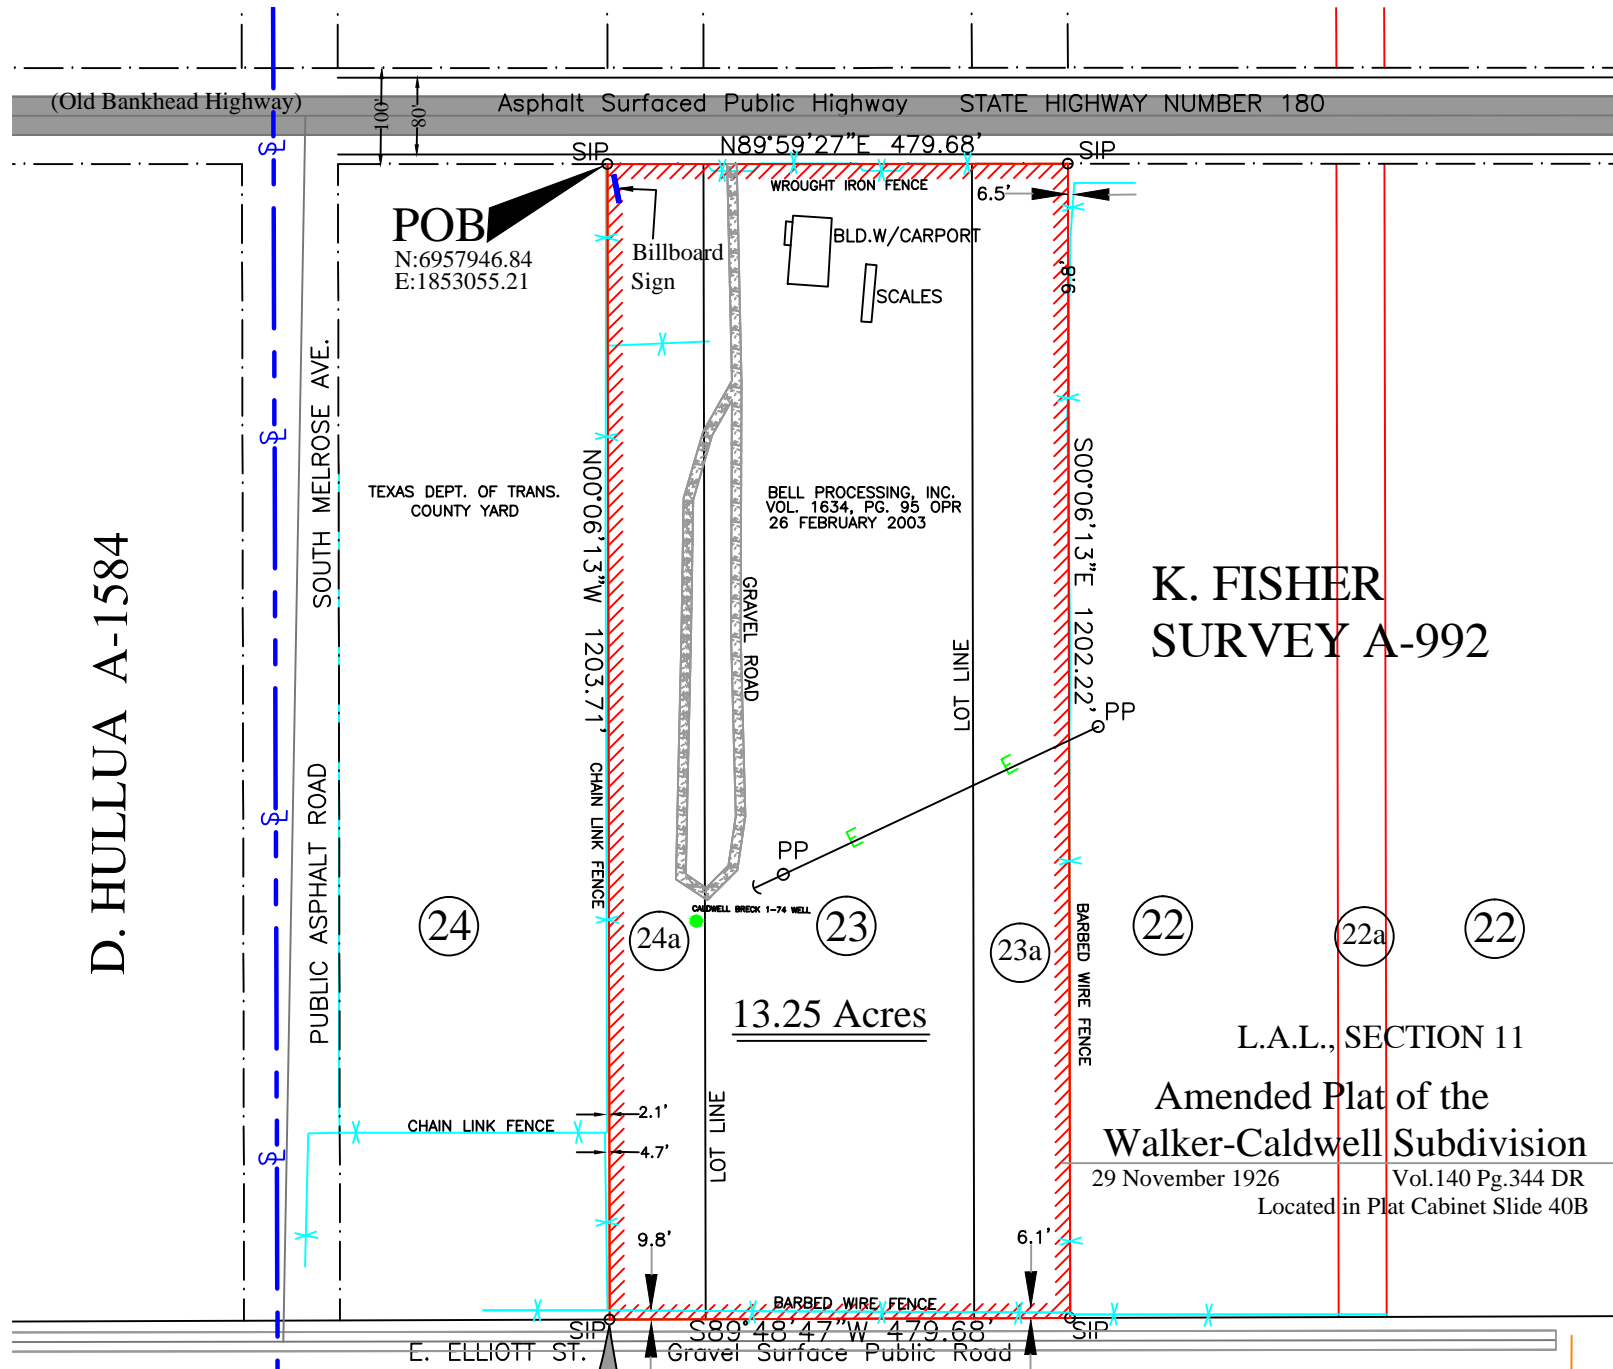 (Old Bankhead Highway)
100'
80'
Asphalt Surfaced Public Highway
STATE HIGHWAY NUMBER 180
SIP
N89°59'27"E 479.68'
SIP
WROUGHT IRON FENCE
6.5'
POB
N:6957946.84
E:1853055.21
Billboard
Sign
BLD.W/CARPORT
SCALES
9.8'
SOUTH MELROSE AVE.
PUBLIC ASPHALT ROAD
TEXAS DEPT. OF TRANS.
COUNTY YARD
N00°06'13"W 1203.71'
CHAIN LINK FENCE
BELL PROCESSING, INC.
VOL. 1634, PG. 95 OPR
26 FEBRUARY 2003
GRAVEL ROAD
LOT LINE
S00°06'13"E 1202.22'
D. HULLUA A-1584
K. FISHER
SURVEY A-992
PP
E
E
PP
CALDWELL BRECK 1-74 WELL
24
24a
23
23a
22
22a
22
BARBED WIRE FENCE
13.25 Acres
L.A.L., SECTION 11
Amended Plat of the
Walker-Caldwell Subdivision
29 November 1926
Vol.140 Pg.344 DR
Located in Plat Cabinet Slide 40B
CHAIN LINK FENCE
2.1'
4.7'
LOT LINE
9.8'
6.1'
BARBED WIRE FENCE
SIP
S89°48'47"W 479.68'
SIP
E. ELLIOTT ST.
Gravel Surface Public Road